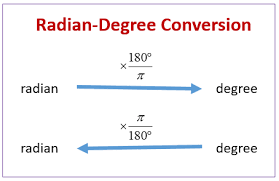 Radian-Degree Conversion
×180°/π
radian degree
×π/180°
radian degree